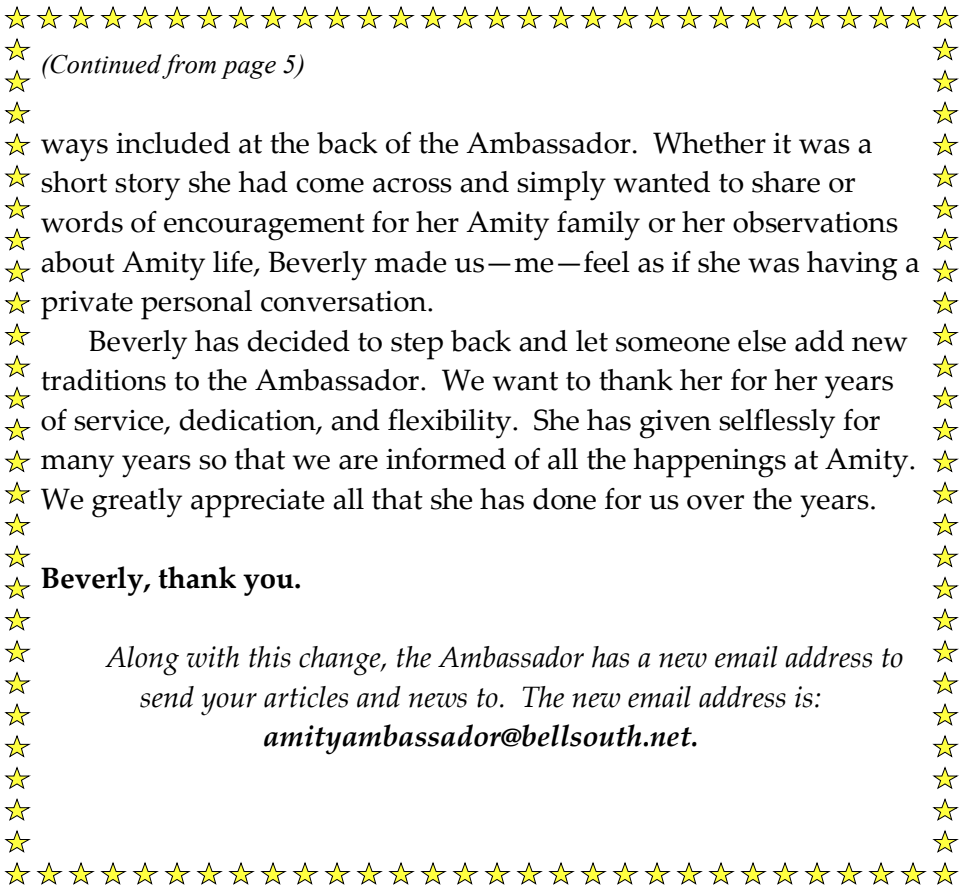 (Continued from page 5)
ways included at the back of the Ambassador.  Whether it was a
short story she had come across and simply wanted to share or
words of encouragement for her Amity family or her observations
about Amity life, Beverly made us—me—feel as if she was having a
private personal conversation.
Beverly has decided to step back and let someone else add new
traditions to the Ambassador.  We want to thank her for her years
of service, dedication, and flexibility.  She has given selflessly for
many years so that we are informed of all the happenings at Amity.
We greatly appreciate all that she has done for us over the years.
Beverly, thank you.
Along with this change, the Ambassador has a new email address to
send your articles and news to.  The new email address is:
amityambassador@bellsouth.net.